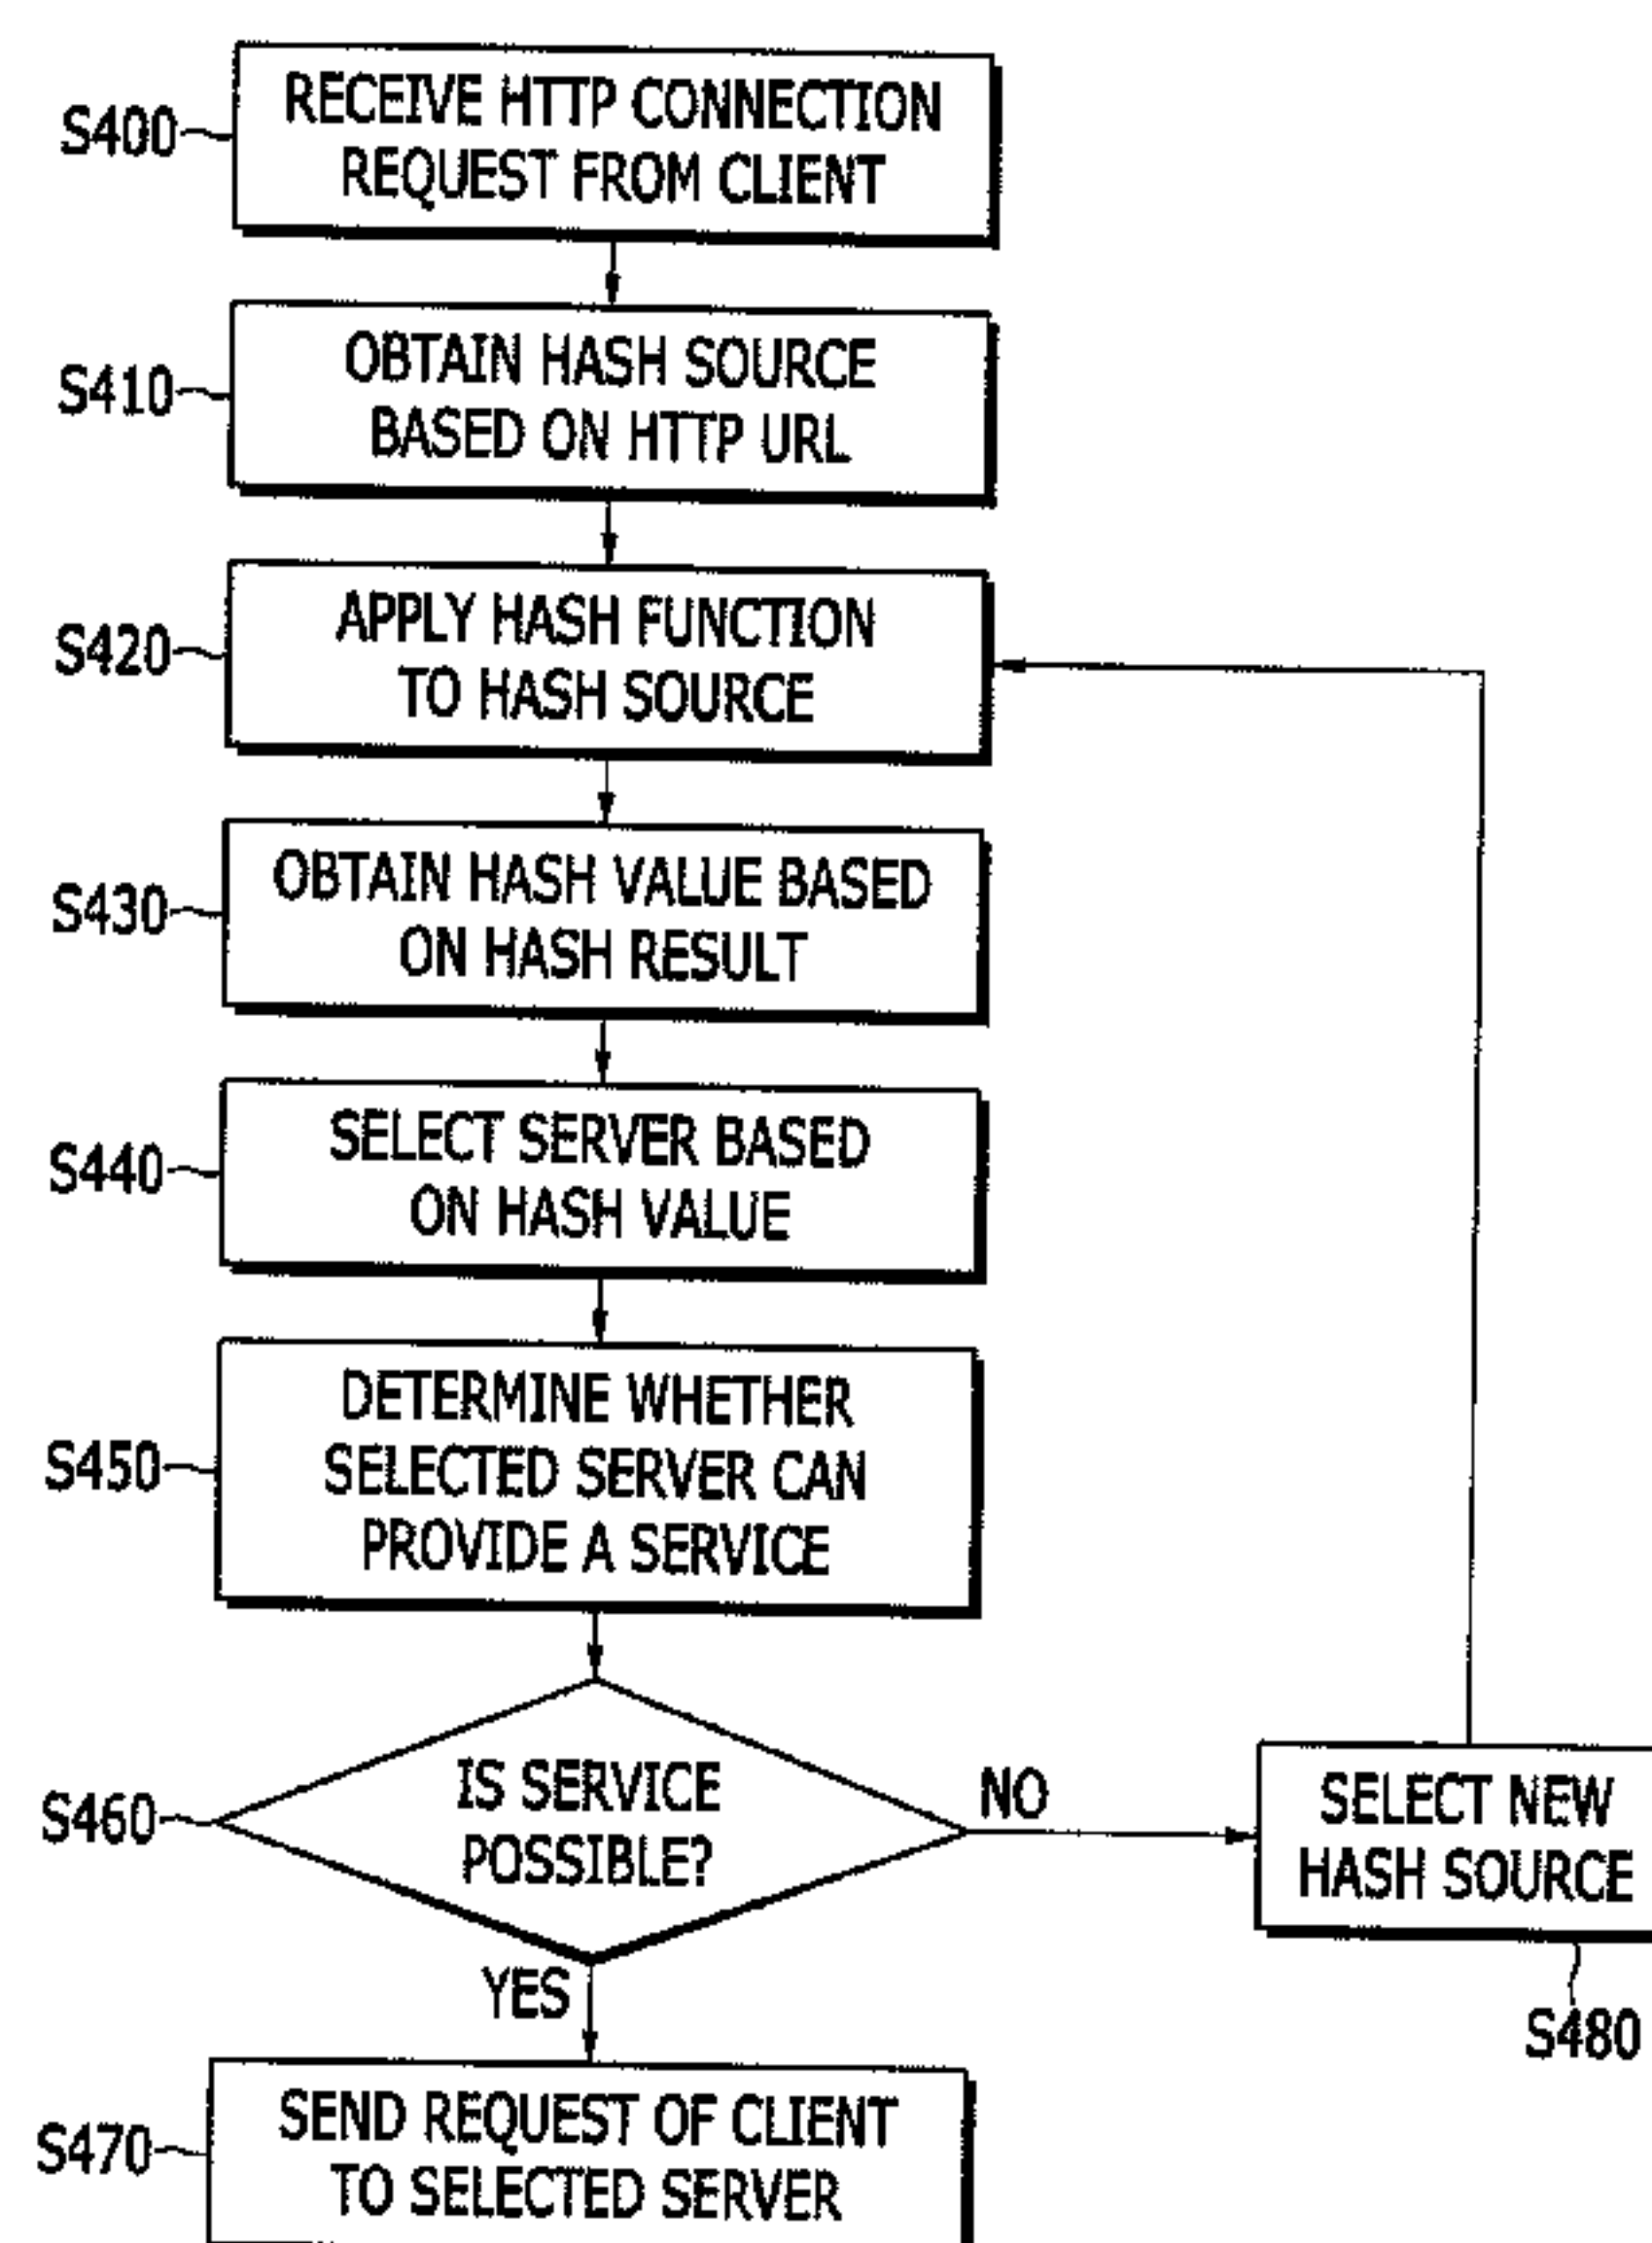 S400
RECEIVE HTTP CONNECTION
REQUEST FROM CLIENT
S410
OBTAIN HASH SOURCE
BASED ON HTTP URL
S420
APPLY HASH FUNCTION
TO HASH SOURCE
S430
OBTAIN HASH VALUE BASED
ON HASH RESULT
S440
SELECT SERVER BASED
ON HASH VALUE
S450
DETERMINE WHETHER
SELECTED SERVER CAN
PROVIDE A SERVICE
S460
IS SERVICE
POSSIBLE?
NO
SELECT NEW
HASH SOURCE
S480
YES
S470
SEND REQUEST OF CLIENT
TO SELECTED SERVER